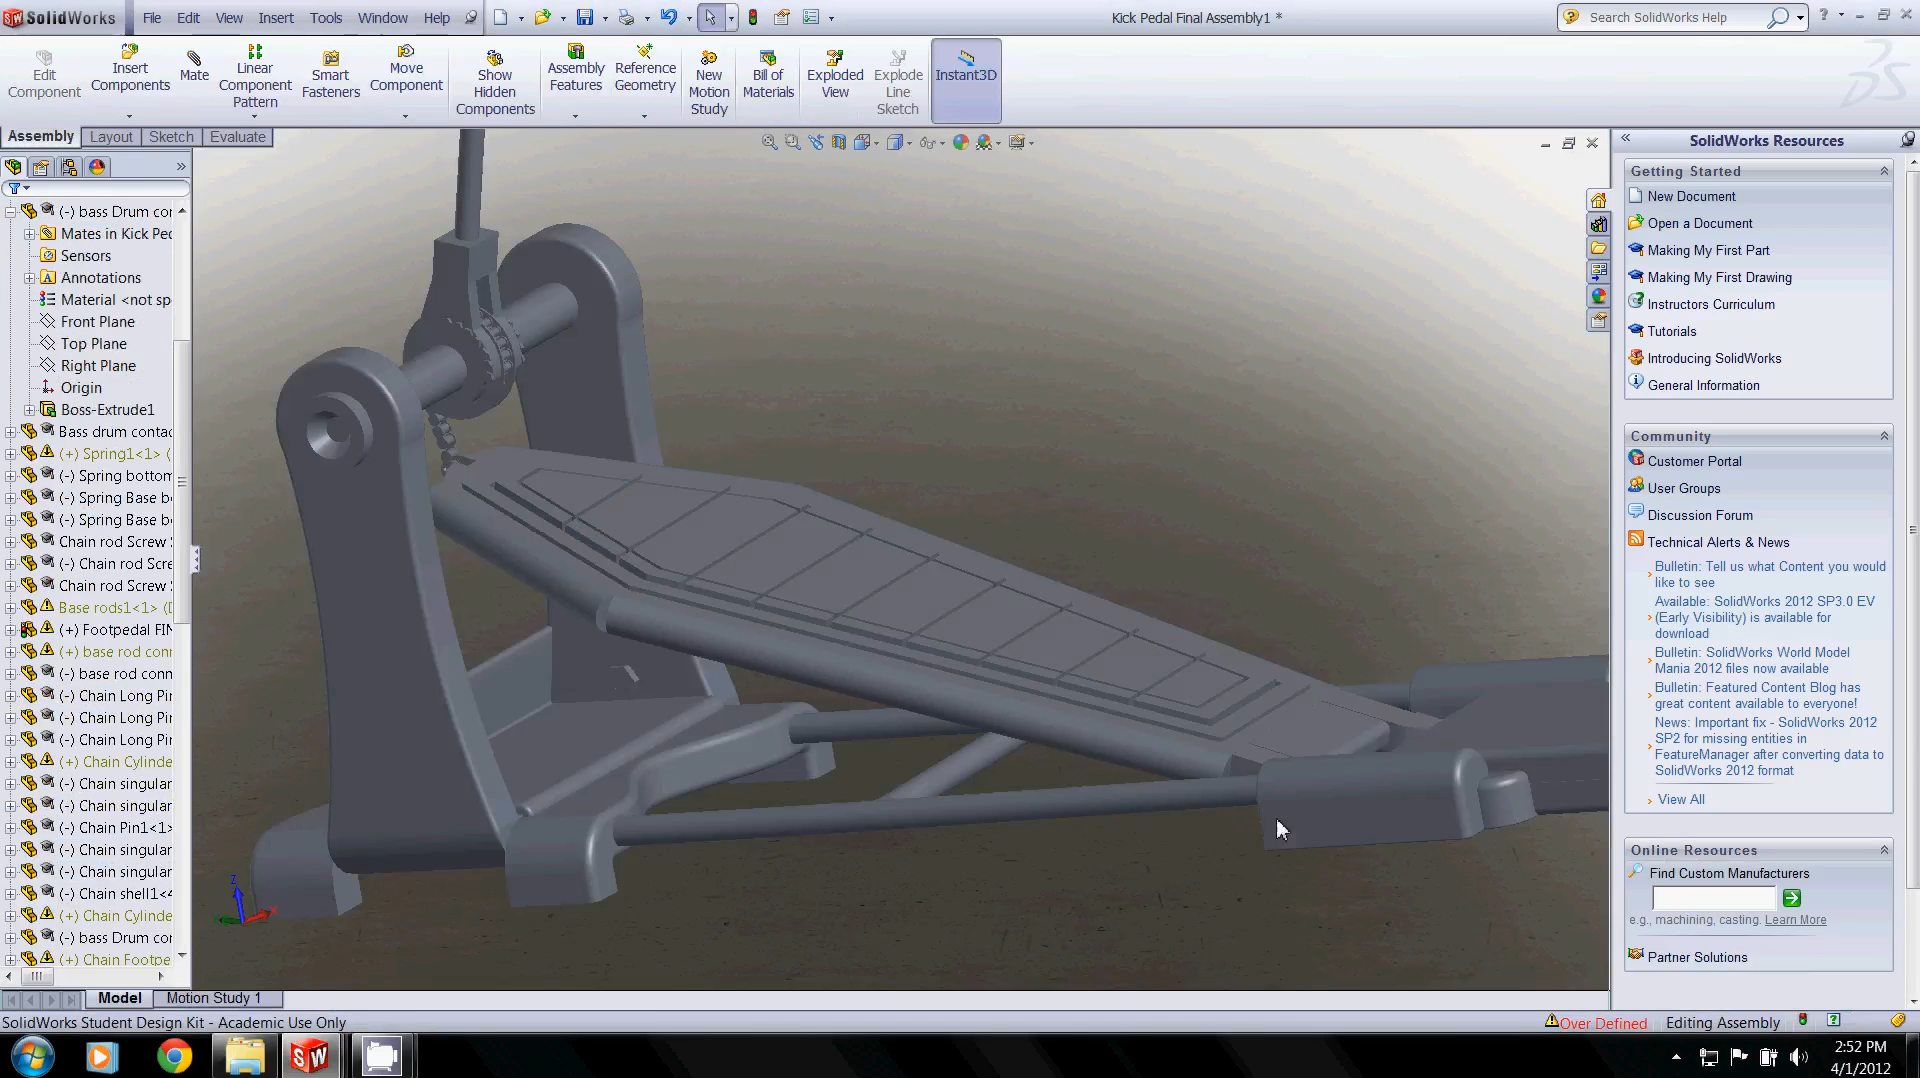 SolidWorks File Edit View Insert Tools Window Help Kick Pedal Final Assembly1 * Search SolidWorks Help
Edit Component
Insert Components
Mate
Linear Component Pattern
Smart Fasteners
Move Component
Show Hidden Components
Assembly Features
Reference Geometry
New Motion Study
Bill of Materials
Exploded View
Explode Line Sketch
Instant3D
Assembly Layout Sketch Evaluate
(-) bass Drum cor
Mates in Kick Pec
Sensors
Annotations
Material <not sp
Front Plane
Top Plane
Right Plane
Origin
Boss-Extrude1
Bass drum contac
(+) Spring1<1> (
(-) Spring bottom
(-) Spring Base b
(-) Spring Base b
Chain rod Screw
(-) Chain rod Scre
Chain rod Screw
Base rods1<1> (
(+) Footpedal FIN
(+) base rod conn
(-) base rod conn
(-) Chain Long Pir
(-) Chain Long Pir
(-) Chain Long Pir
(+) Chain Cylinde
(-) Chain singular
(-) Chain singular
(-) Chain Pin1<1>
(-) Chain singular
(-) Chain singular
(-) Chain shell1<4
(+) Chain Cylinde
(-) bass Drum cor
(+) Chain Footpe
Z
SolidWorks Resources
Getting Started
New Document
Open a Document
Making My First Part
Making My First Drawing
Instructors Curriculum
Tutorials
Introducing SolidWorks
General Information
Community
Customer Portal
User Groups
Discussion Forum
Technical Alerts & News
Bulletin: Tell us what Content you would
like to see
Available: SolidWorks 2012 SP3.0 EV
(Early Visibility) is available for
download
Bulletin: SolidWorks World Model
Mania 2012 files now available
Bulletin: Featured Content Blog has
great content available to everyone!
News: Important fix - SolidWorks 2012
SP2 for missing entities in
FeatureManager after converting data to
SolidWorks 2012 format
View All
Online Resources
Find Custom Manufacturers
e.g., machining, casting. Learn More
Partner Solutions
Model Motion Study 1
SolidWorks Student Design Kit - Academic Use Only
Over Defined Editing Assembly
SW
2:52 PM
4/1/2012